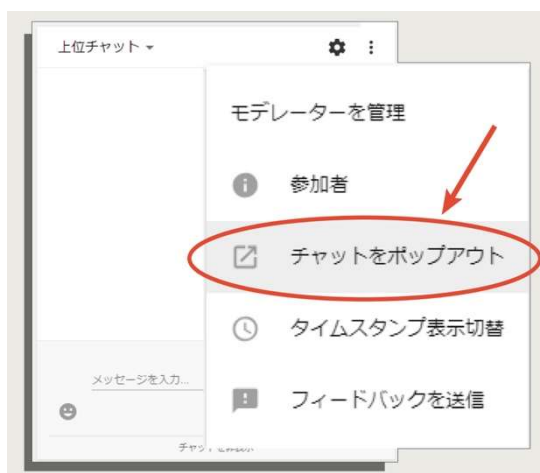 上位チャット
モデレーターを管理
参加者
チャットをポップアウト
タイムスタンプ表示切替
フィードバックを送信
メッセージを入力...